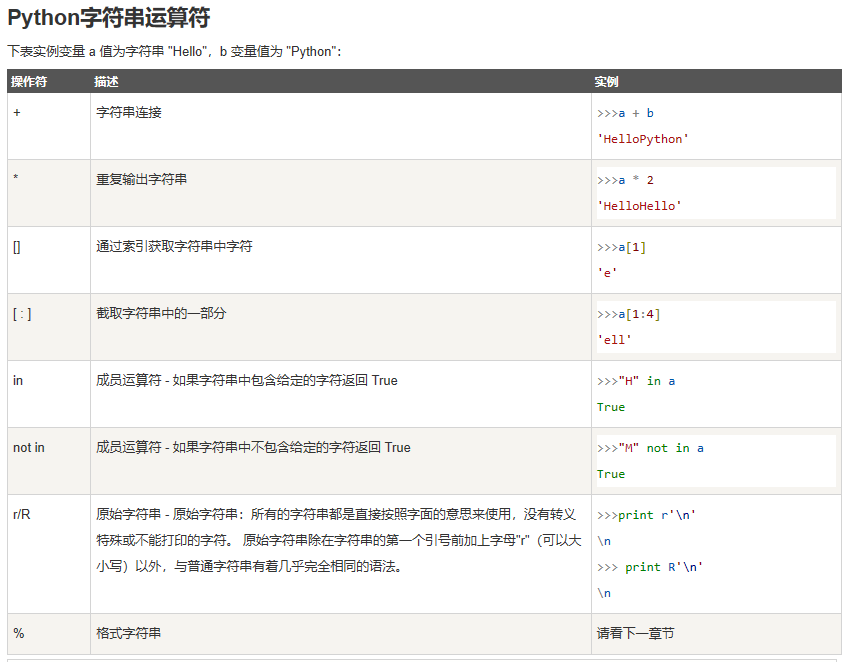 Python字符串运算符
下表实例变量 a 值为字符串 "Hello"，b 变量值为 "Python"：
操作符 描述 实例
+ 字符串连接 >>>a + b
'HelloPython'
* 重复输出字符串 >>>a * 2
'HelloHello'
[] 通过索引获取字符串中字符 >>>a[1]
'e'
[ : ] 截取字符串中的一部分 >>>a[1:4]
'ell'
in 成员运算符 - 如果字符串中包含给定的字符返回 True >>>"H" in a
True
not in 成员运算符 - 如果字符串中不包含给定的字符返回 True >>>"M" not in a
True
r/R 原始字符串 - 原始字符串：所有的字符串都是直接按照字面的意思来使用，没有转义 >>>print r'\n'
特殊或不能打印的字符。 原始字符串除在字符串的第一个引号前加上字母"r"（可以大 \n
小写）以外，与普通字符串有着几乎完全相同的语法。 >>> print R'\n'
\n
% 格式字符串 请看下一章节